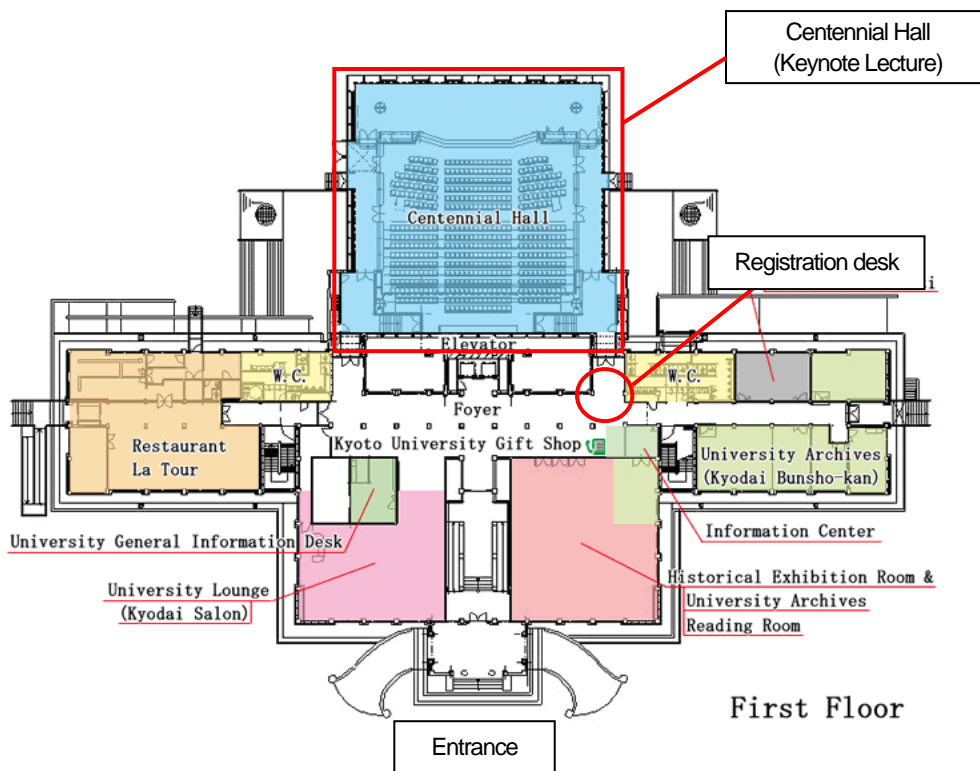 Centennial Hall
(Keynote Lecture)
Centennial Hall
Registration desk
i
Elevator
W. C.
W. C.
Foyer
Kyoto University Gift Shop
Restaurant
La Tour
University Archives
(Kyodai Bunsho-kan)
University General Information Desk
Information Center
University Lounge
(Kyodai Salon)
Historical Exhibition Room &
University Archives
Reading Room
First Floor
Entrance